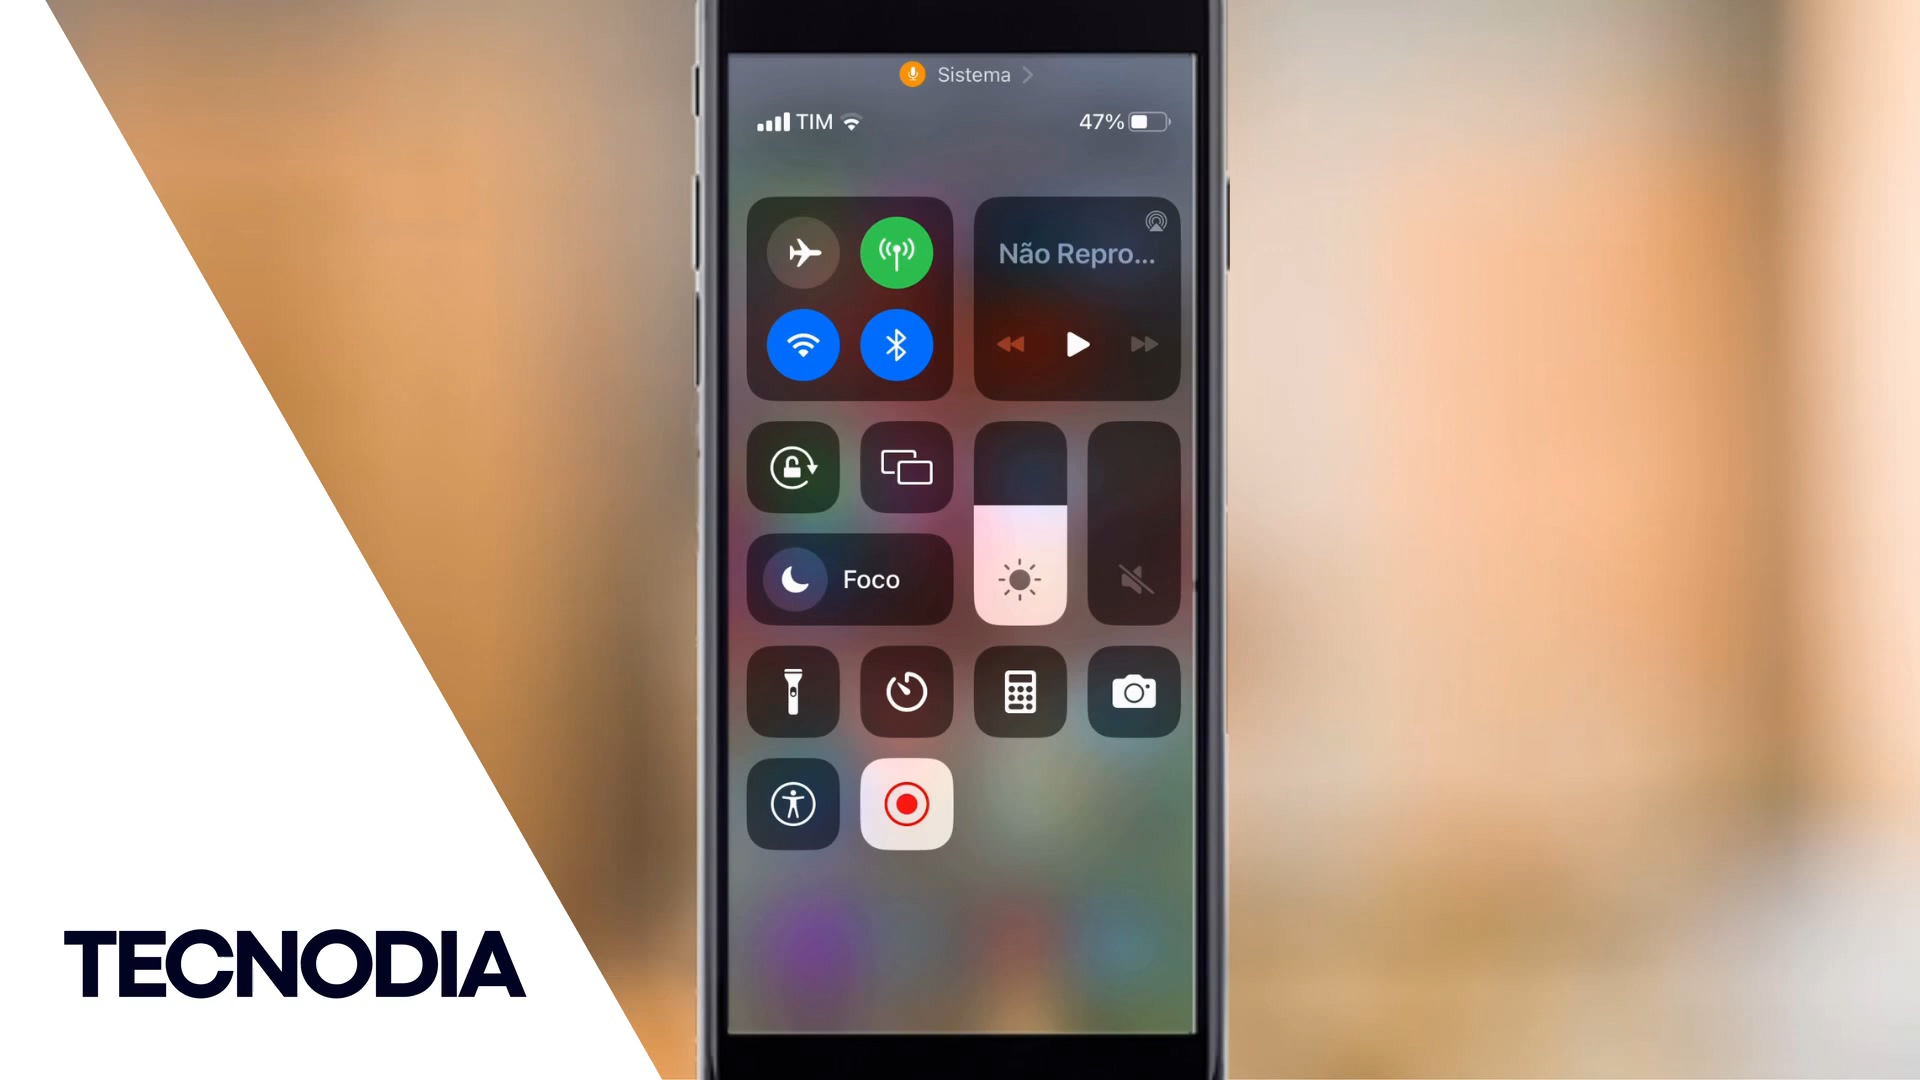 Sistema
TIM 47%
Não Repro...
Foco
TECNODIA